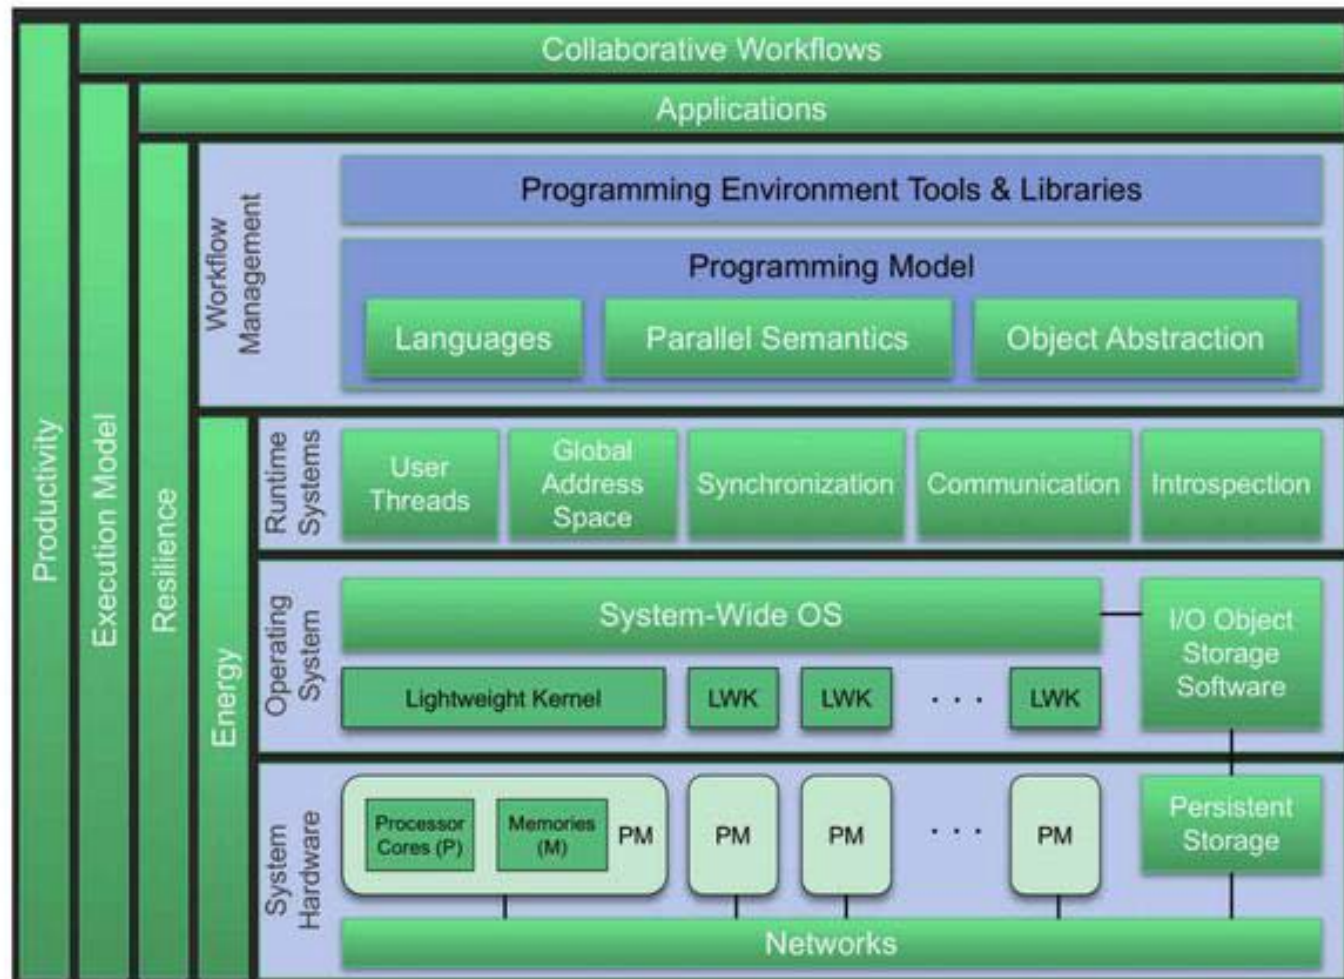 Collaborative Workflows
Applications
Productivity
Execution Model
Resilience
Energy
Workflow
Management
Programming Environment Tools & Libraries
Programming Model
Languages
Parallel Semantics
Object Abstraction
Runtime
Systems
User
Threads
Global
Address
Space
Synchronization
Communication
Introspection
Operating
System
System-Wide OS
I/O Object
Storage
Software
Lightweight Kernel
LWK
LWK
. . .
LWK
System
Hardware
Processor
Cores (P)
Memories
(M)
PM
PM
PM
. . .
PM
Persistent
Storage
Networks